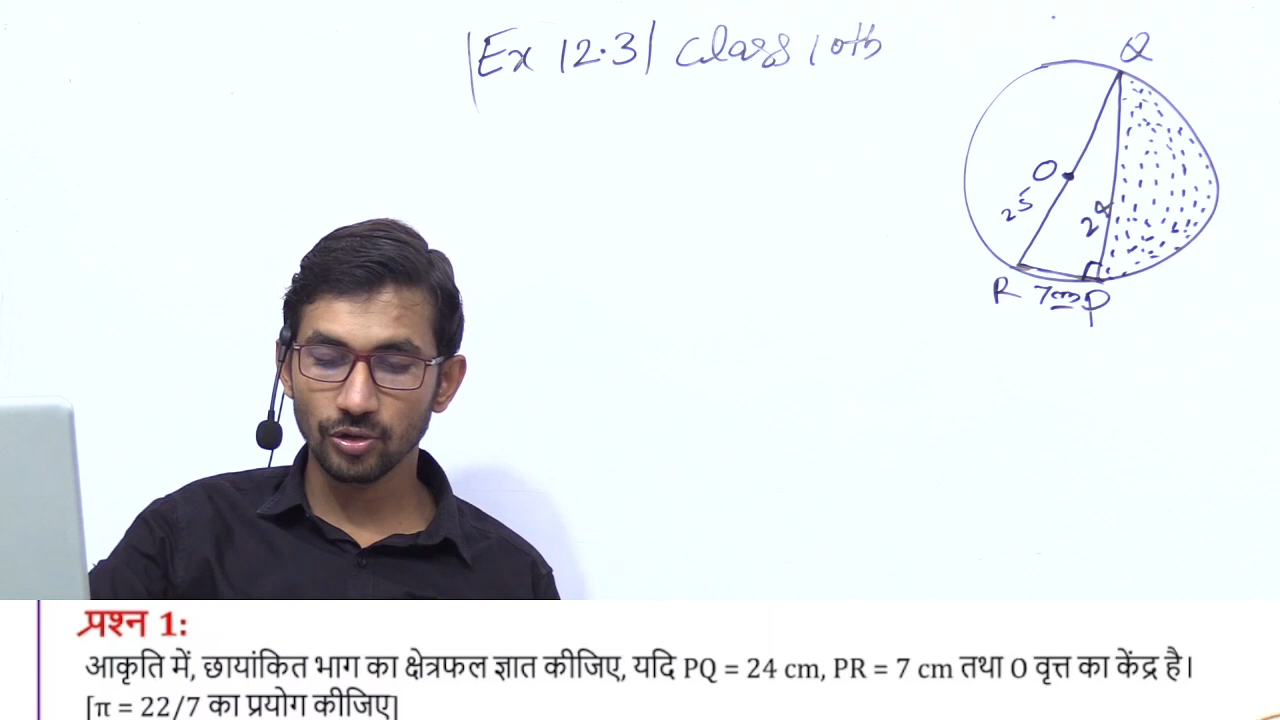 |Ex 12.3| Class 10th
Q
O
25
24
R 7cm P
प्रश्न 1:
आकृति में, छायांकित भाग का क्षेत्रफल ज्ञात कीजिए, यदि PQ = 24 cm, PR = 7 cm तथा O वृत्त का केंद्र है।
[π = 22/7 का प्रयोग कीजिए]